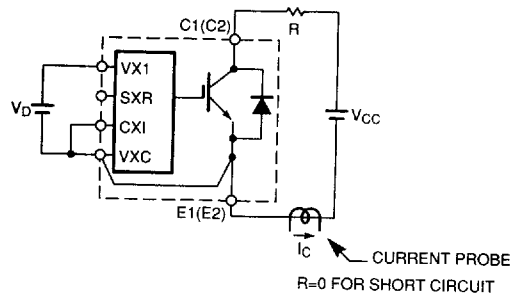 C1(C2)
R
VX1
SXR
CXI
VXC
VD
VCC
E1(E2)
IC
CURRENT PROBE
R=0 FOR SHORT CIRCUIT